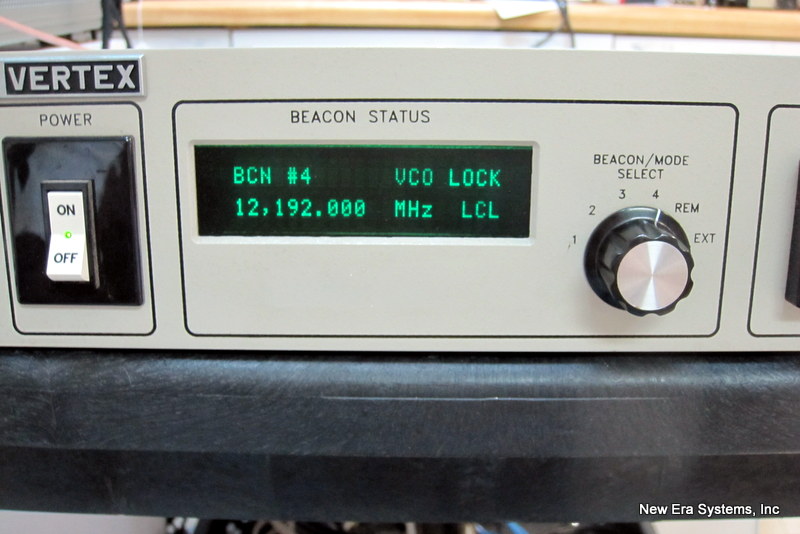 VERTEX
POWER
ON
OFF
BEACON STATUS
BCN #4 VCO LOCK
12,192.000 MHz LCL
BEACON/MODE
SELECT
1
2
3
4
REM
EXT
New Era Systems, Inc